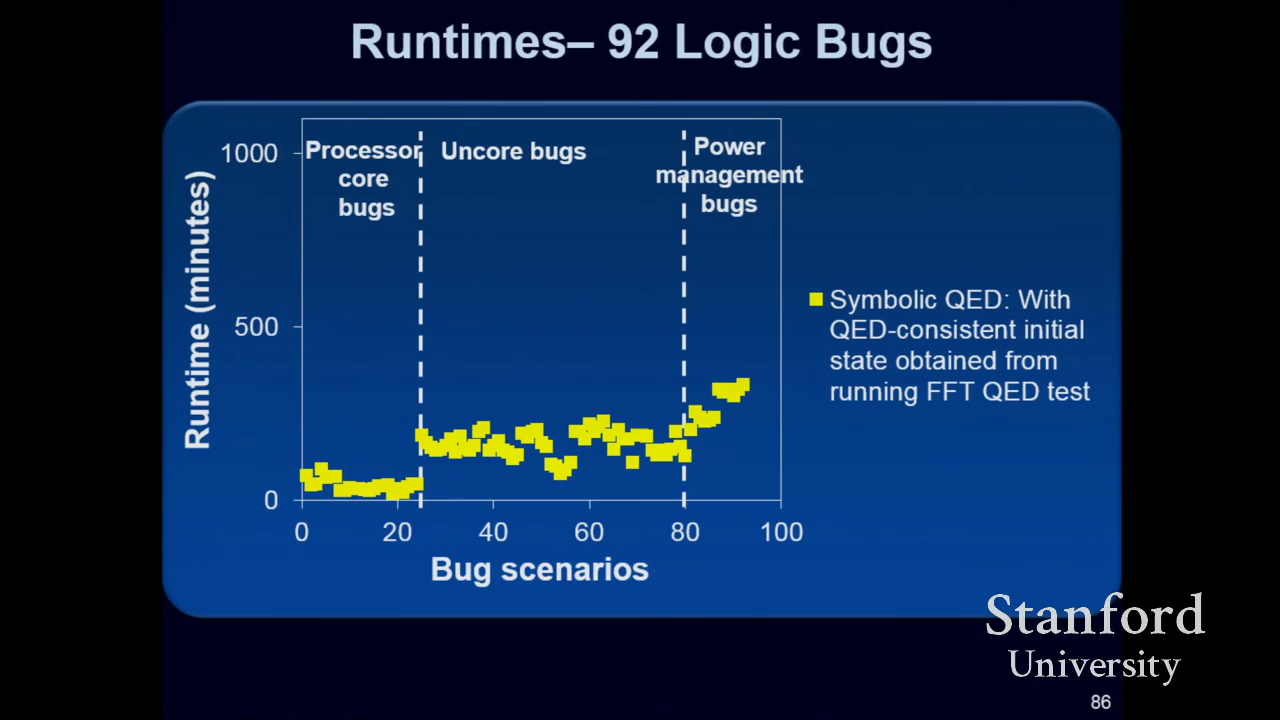 Runtimes– 92 Logic Bugs
Processor
core
bugs
Uncore bugs
Power
management
bugs
1000
500
0
Runtime (minutes)
0 20 40 60 80 100
Bug scenarios
Symbolic QED: With
QED-consistent initial
state obtained from
running FFT QED test
Stanford
University
86